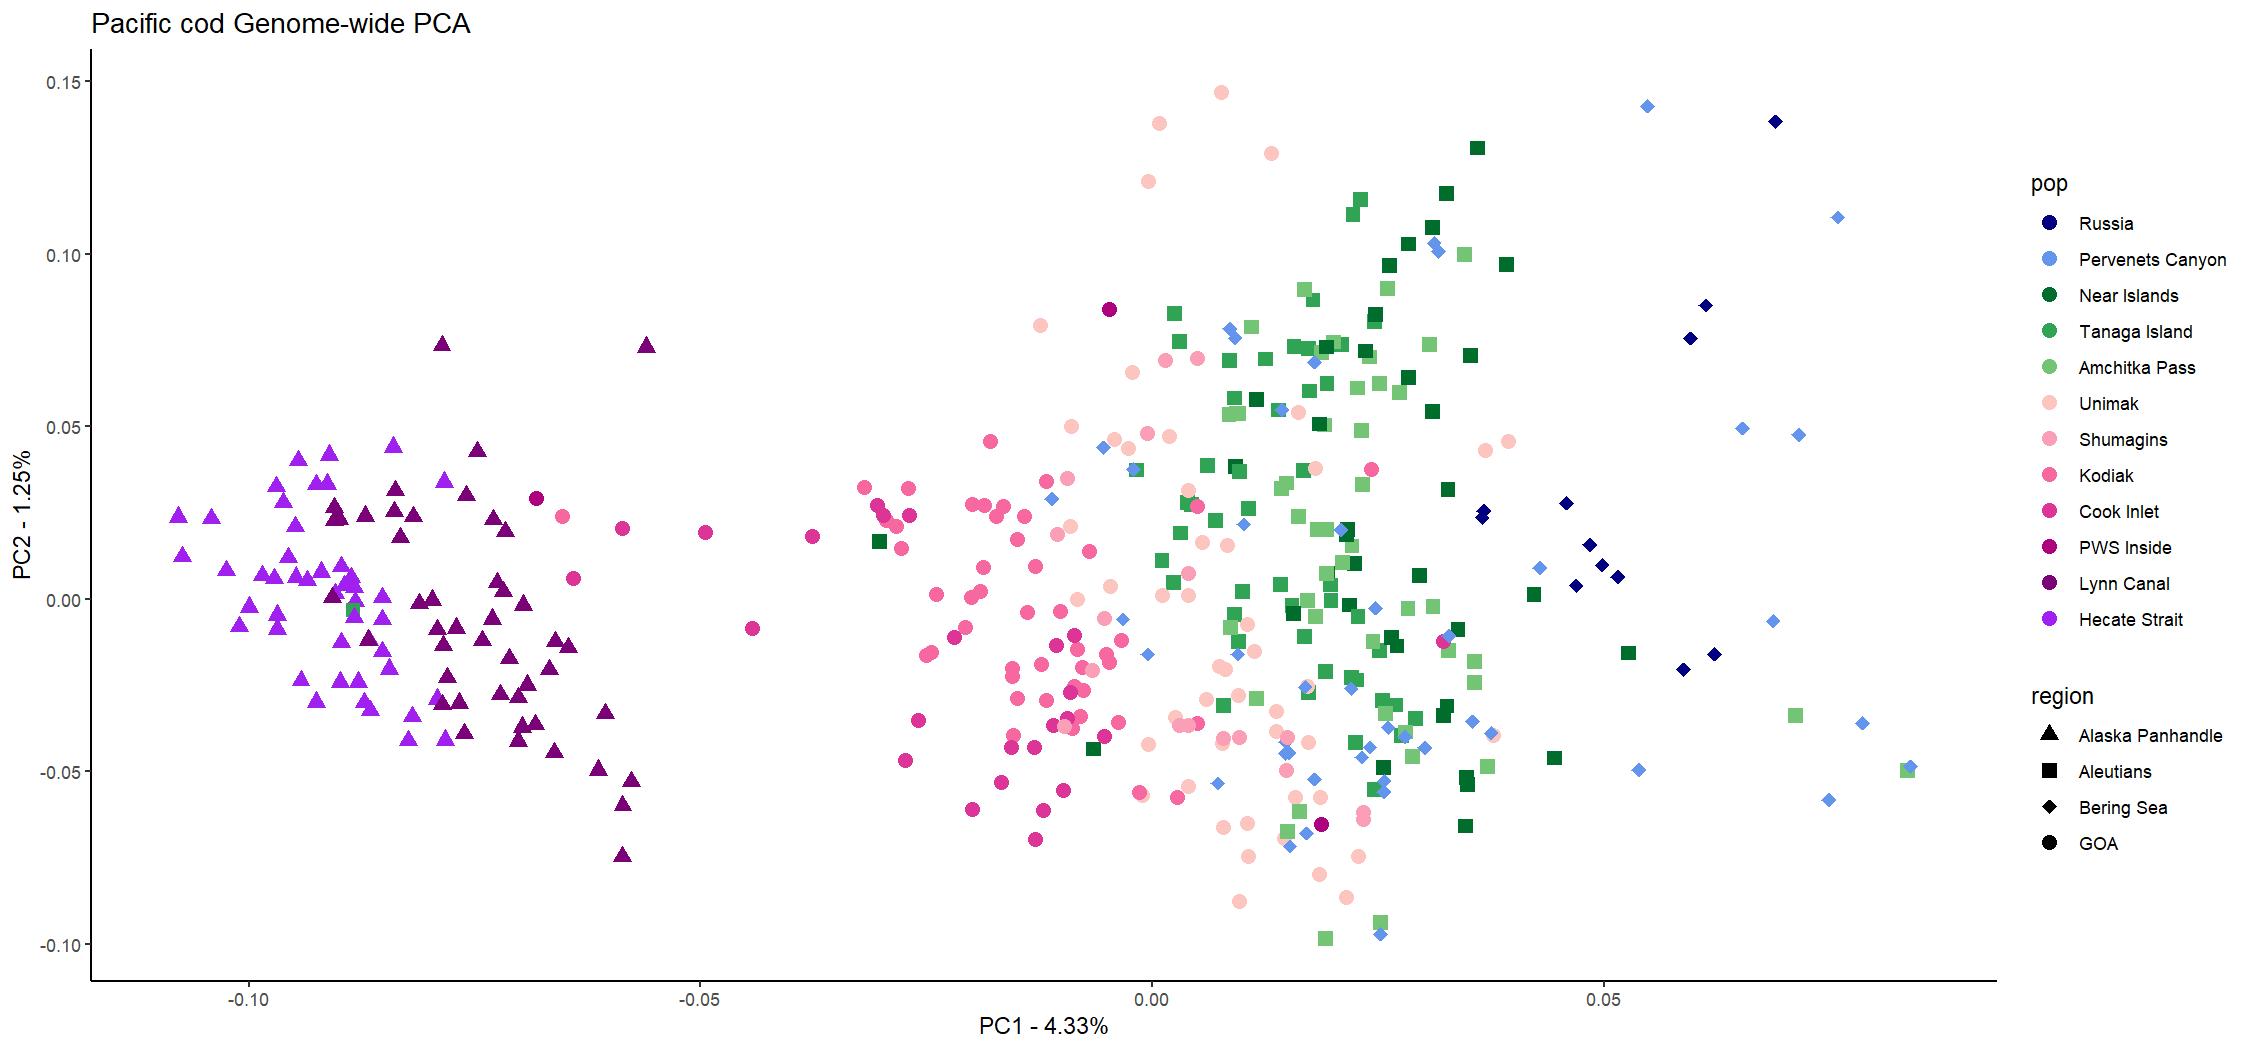 Pacific cod Genome-wide PCA
PC2 - 1.25%
0.15
0.10
0.05
0.00
-0.05
-0.10
-0.10
-0.05
0.00
0.05
PC1 - 4.33%
pop
Russia
Pervenets Canyon
Near Islands
Tanaga Island
Amchitka Pass
Unimak
Shumagins
Kodiak
Cook Inlet
PWS Inside
Lynn Canal
Hecate Strait
region
Alaska Panhandle
Aleutians
Bering Sea
GOA